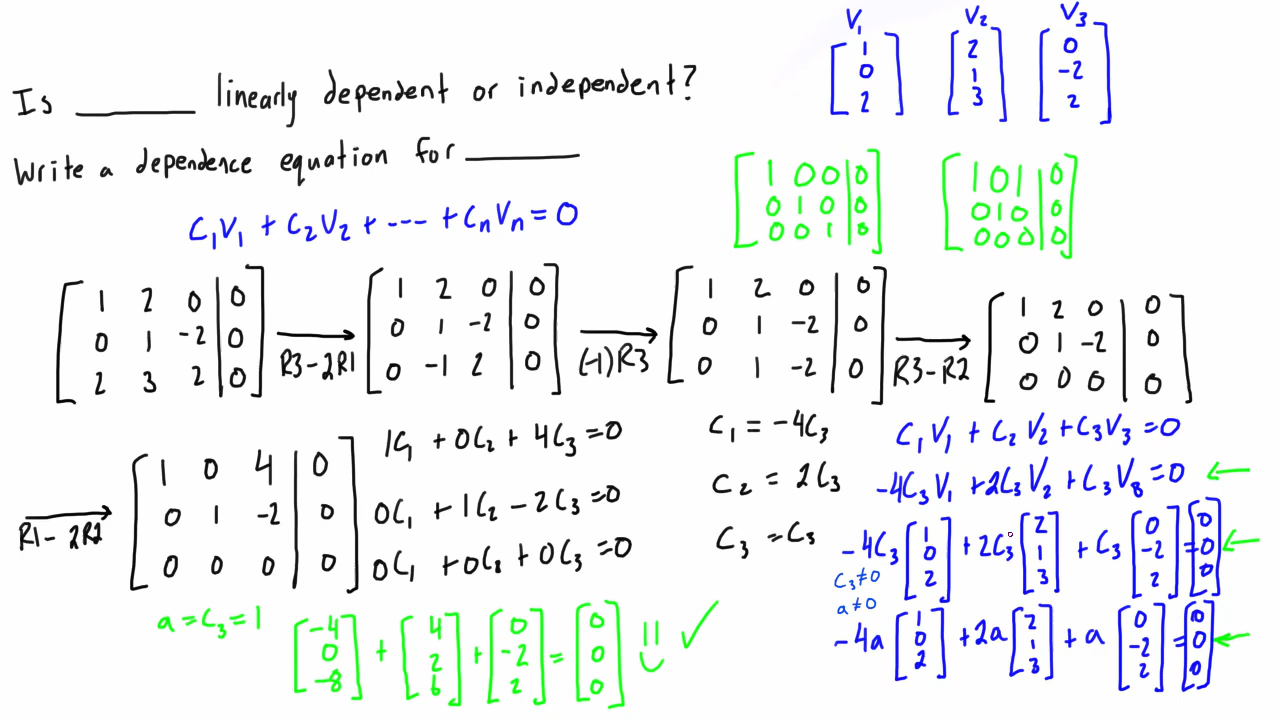 Is ______ linearly dependent or independent?
Write a dependence equation for ______
C₁V₁ + C₂V₂ + ---- + CₙVₙ = 0
V₁ V₂ V₃
[1 [2 [0
0 1 -2
2] 3] 2]
[1 0 0 | 0
0 1 0 | 0
0 0 1 | 0]
[1 0 1 | 0
0 1 0 | 0
0 0 0 | 0]
[1 2 0 | 0
0 1 -2 | 0
2 3 2 | 0]
R3-2R1
[1 2 0 | 0
0 1 -2 | 0
0 -1 2 | 0]
(-1)R3
[1 2 0 | 0
0 1 -2 | 0
0 1 -2 | 0]
R3-R2
[1 2 0 | 0
0 1 -2 | 0
0 0 0 | 0]
R1-2R2
[1 0 4 | 0
0 1 -2 | 0
0 0 0 | 0]
1C₁ + 0C₂ + 4C₃ = 0
0C₁ + 1C₂ - 2C₃ = 0
0C₁ + 0C₂ + 0C₃ = 0
C₁ = -4C₃
C₂ = 2C₃
C₃ = C₃
C₁V₁ + C₂V₂ + C₃V₃ = 0
-4C₃V₁ + 2C₃V₂ + C₃V₃ = 0 ←
-4C₃ [1 0 2] + 2C₃ [2 1 3] + C₃ [0 -2 2] = [0 0 0] ←
C₃≠0
a≠0
-4a [1 0 2] + 2a [2 1 3] + a [0 -2 2] = [0 0 0] ←
a = C₃ = 1
[-4 0 -8] + [4 2 6] + [0 -2 2] = [0 0 0] ✓